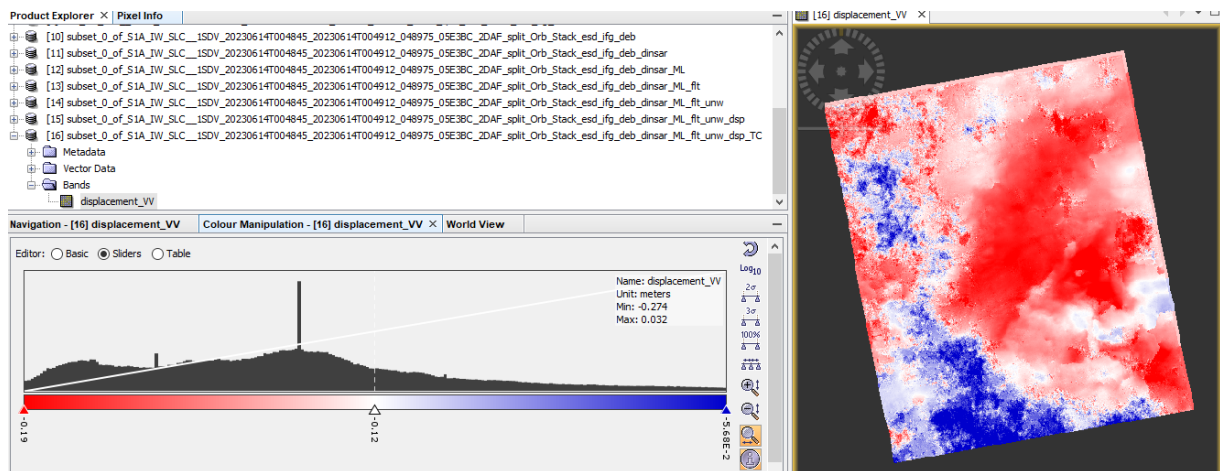 Product Explorer × Pixel Info
[10] subset_0_of_S1A_IW_SLC__1SDV_20230614T004845_20230614T004912_048975_05E3BC_2DAF_split_Orb_Stack_esd_ifg_deb
[11] subset_0_of_S1A_IW_SLC__1SDV_20230614T004845_20230614T004912_048975_05E3BC_2DAF_split_Orb_Stack_esd_ifg_deb_dinsar
[12] subset_0_of_S1A_IW_SLC__1SDV_20230614T004845_20230614T004912_048975_05E3BC_2DAF_split_Orb_Stack_esd_ifg_deb_dinsar_ML
[13] subset_0_of_S1A_IW_SLC__1SDV_20230614T004845_20230614T004912_048975_05E3BC_2DAF_split_Orb_Stack_esd_ifg_deb_dinsar_ML_flt
[14] subset_0_of_S1A_IW_SLC__1SDV_20230614T004845_20230614T004912_048975_05E3BC_2DAF_split_Orb_Stack_esd_ifg_deb_dinsar_ML_flt_unw
[15] subset_0_of_S1A_IW_SLC__1SDV_20230614T004845_20230614T004912_048975_05E3BC_2DAF_split_Orb_Stack_esd_ifg_deb_dinsar_ML_flt_unw_dsp
[16] subset_0_of_S1A_IW_SLC__1SDV_20230614T004845_20230614T004912_048975_05E3BC_2DAF_split_Orb_Stack_esd_ifg_deb_dinsar_ML_flt_unw_dsp_TC
Metadata
Vector Data
Bands
displacement_VV
Navigation - [16] displacement_VV Colour Manipulation - [16] displacement_VV × World View
Editor: Basic Sliders Table
Name: displacement_VV
Unit: meters
Min: -0.274
Max: 0.032
-0.19
-0.12
-5.68E-2
Log10
2σ
3σ
100%
[16] displacement_VV ×